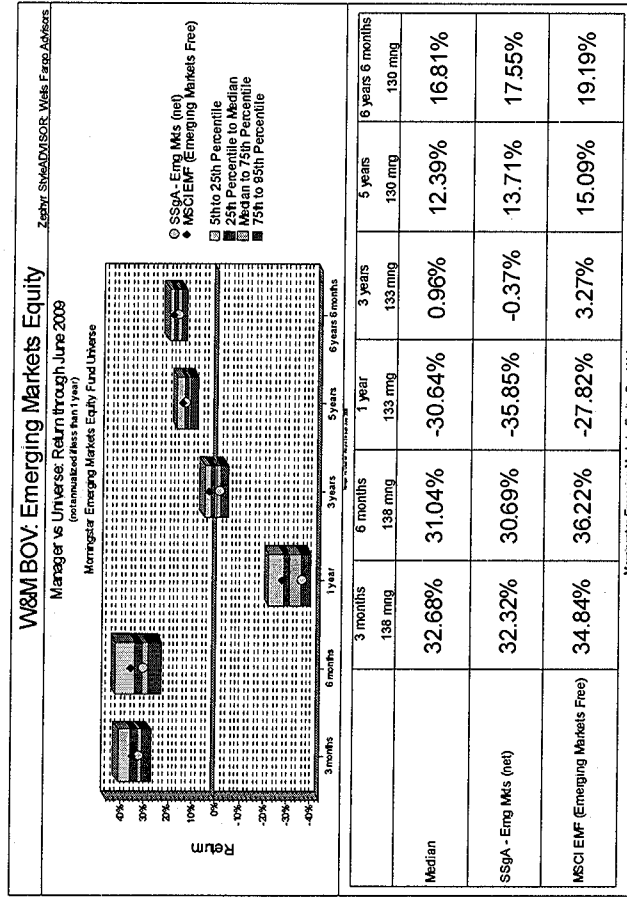 W&M BOV: Emerging Markets Equity
Zephyr StyleADVISOR: Wells Fargo Advisors
Manager vs Universe: Return through June 2009
(not annualized if less than 1 year)
Morningstar Emerging Markets Equity Fund Universe
Return
40%
30%
20%
10%
0%
-10%
-20%
-30%
-40%
3 months 6 months 1 year 3 years 5 years 6 years 6 months
SSgA - Emg Mkts (net)
MSCI EMF (Emerging Markets Free)
5th to 25th Percentile
25th Percentile to Median
Median to 75th Percentile
75th to 95th Percentile
3 months 6 months 1 year 3 years 5 years 6 years 6 months
138 mng 138 mng 133 mng 133 mng 130 mng 130 mng
Median 32.68% 31.04% -30.64% 0.96% 12.39% 16.81%
SSgA - Emg Mkts (net) 32.32% 30.69% -35.85% -0.37% 13.71% 17.55%
MSCI EMF (Emerging Markets Free) 34.84% 36.22% -27.82% 3.27% 15.09% 19.19%